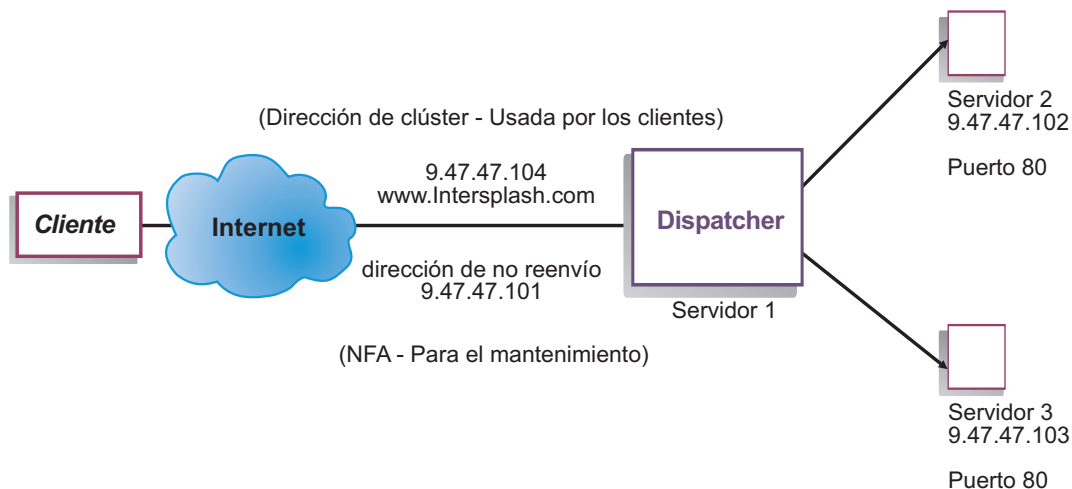 (Dirección de clúster - Usada por los clientes)
9.47.47.104
www.Intersplash.com
Cliente
Internet
dirección de no reenvío
9.47.47.101
(NFA - Para el mantenimiento)
Dispatcher
Servidor 1
Servidor 2
9.47.47.102
Puerto 80
Servidor 3
9.47.47.103
Puerto 80